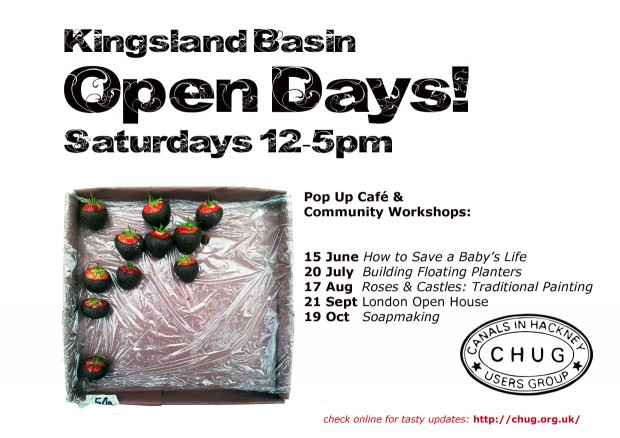 Kingsland Basin
Open Days!
Saturdays 12-5pm
Pop Up Café &
Community Workshops:
15 June How to Save a Baby's Life
20 July Building Floating Planters
17 Aug Roses & Castles: Traditional Painting
21 Sept London Open House
19 Oct Soapmaking
CANALS IN HACKNEY
CHUG
USERS GROUP
50p
check online for tasty updates: http://chug.org.uk/